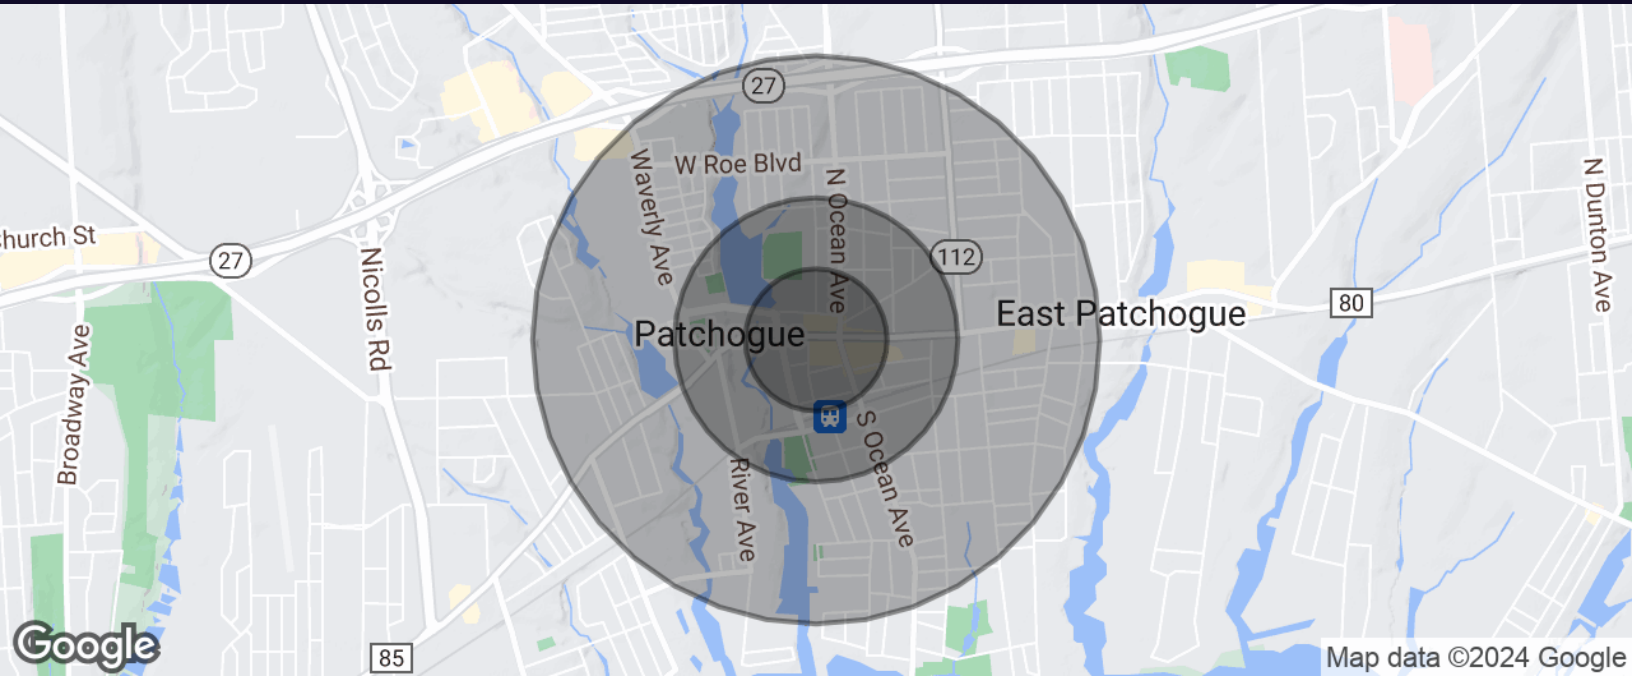 27
W Roe Blvd
Waverly Ave
N Ocean Ave
N Dunton Ave
Church St
27
112
Nicolls Rd
80
East Patchogue
Patchogue
Broadway Ave
S Ocean Ave
River Ave
Google
85
Map data ©2024 Google